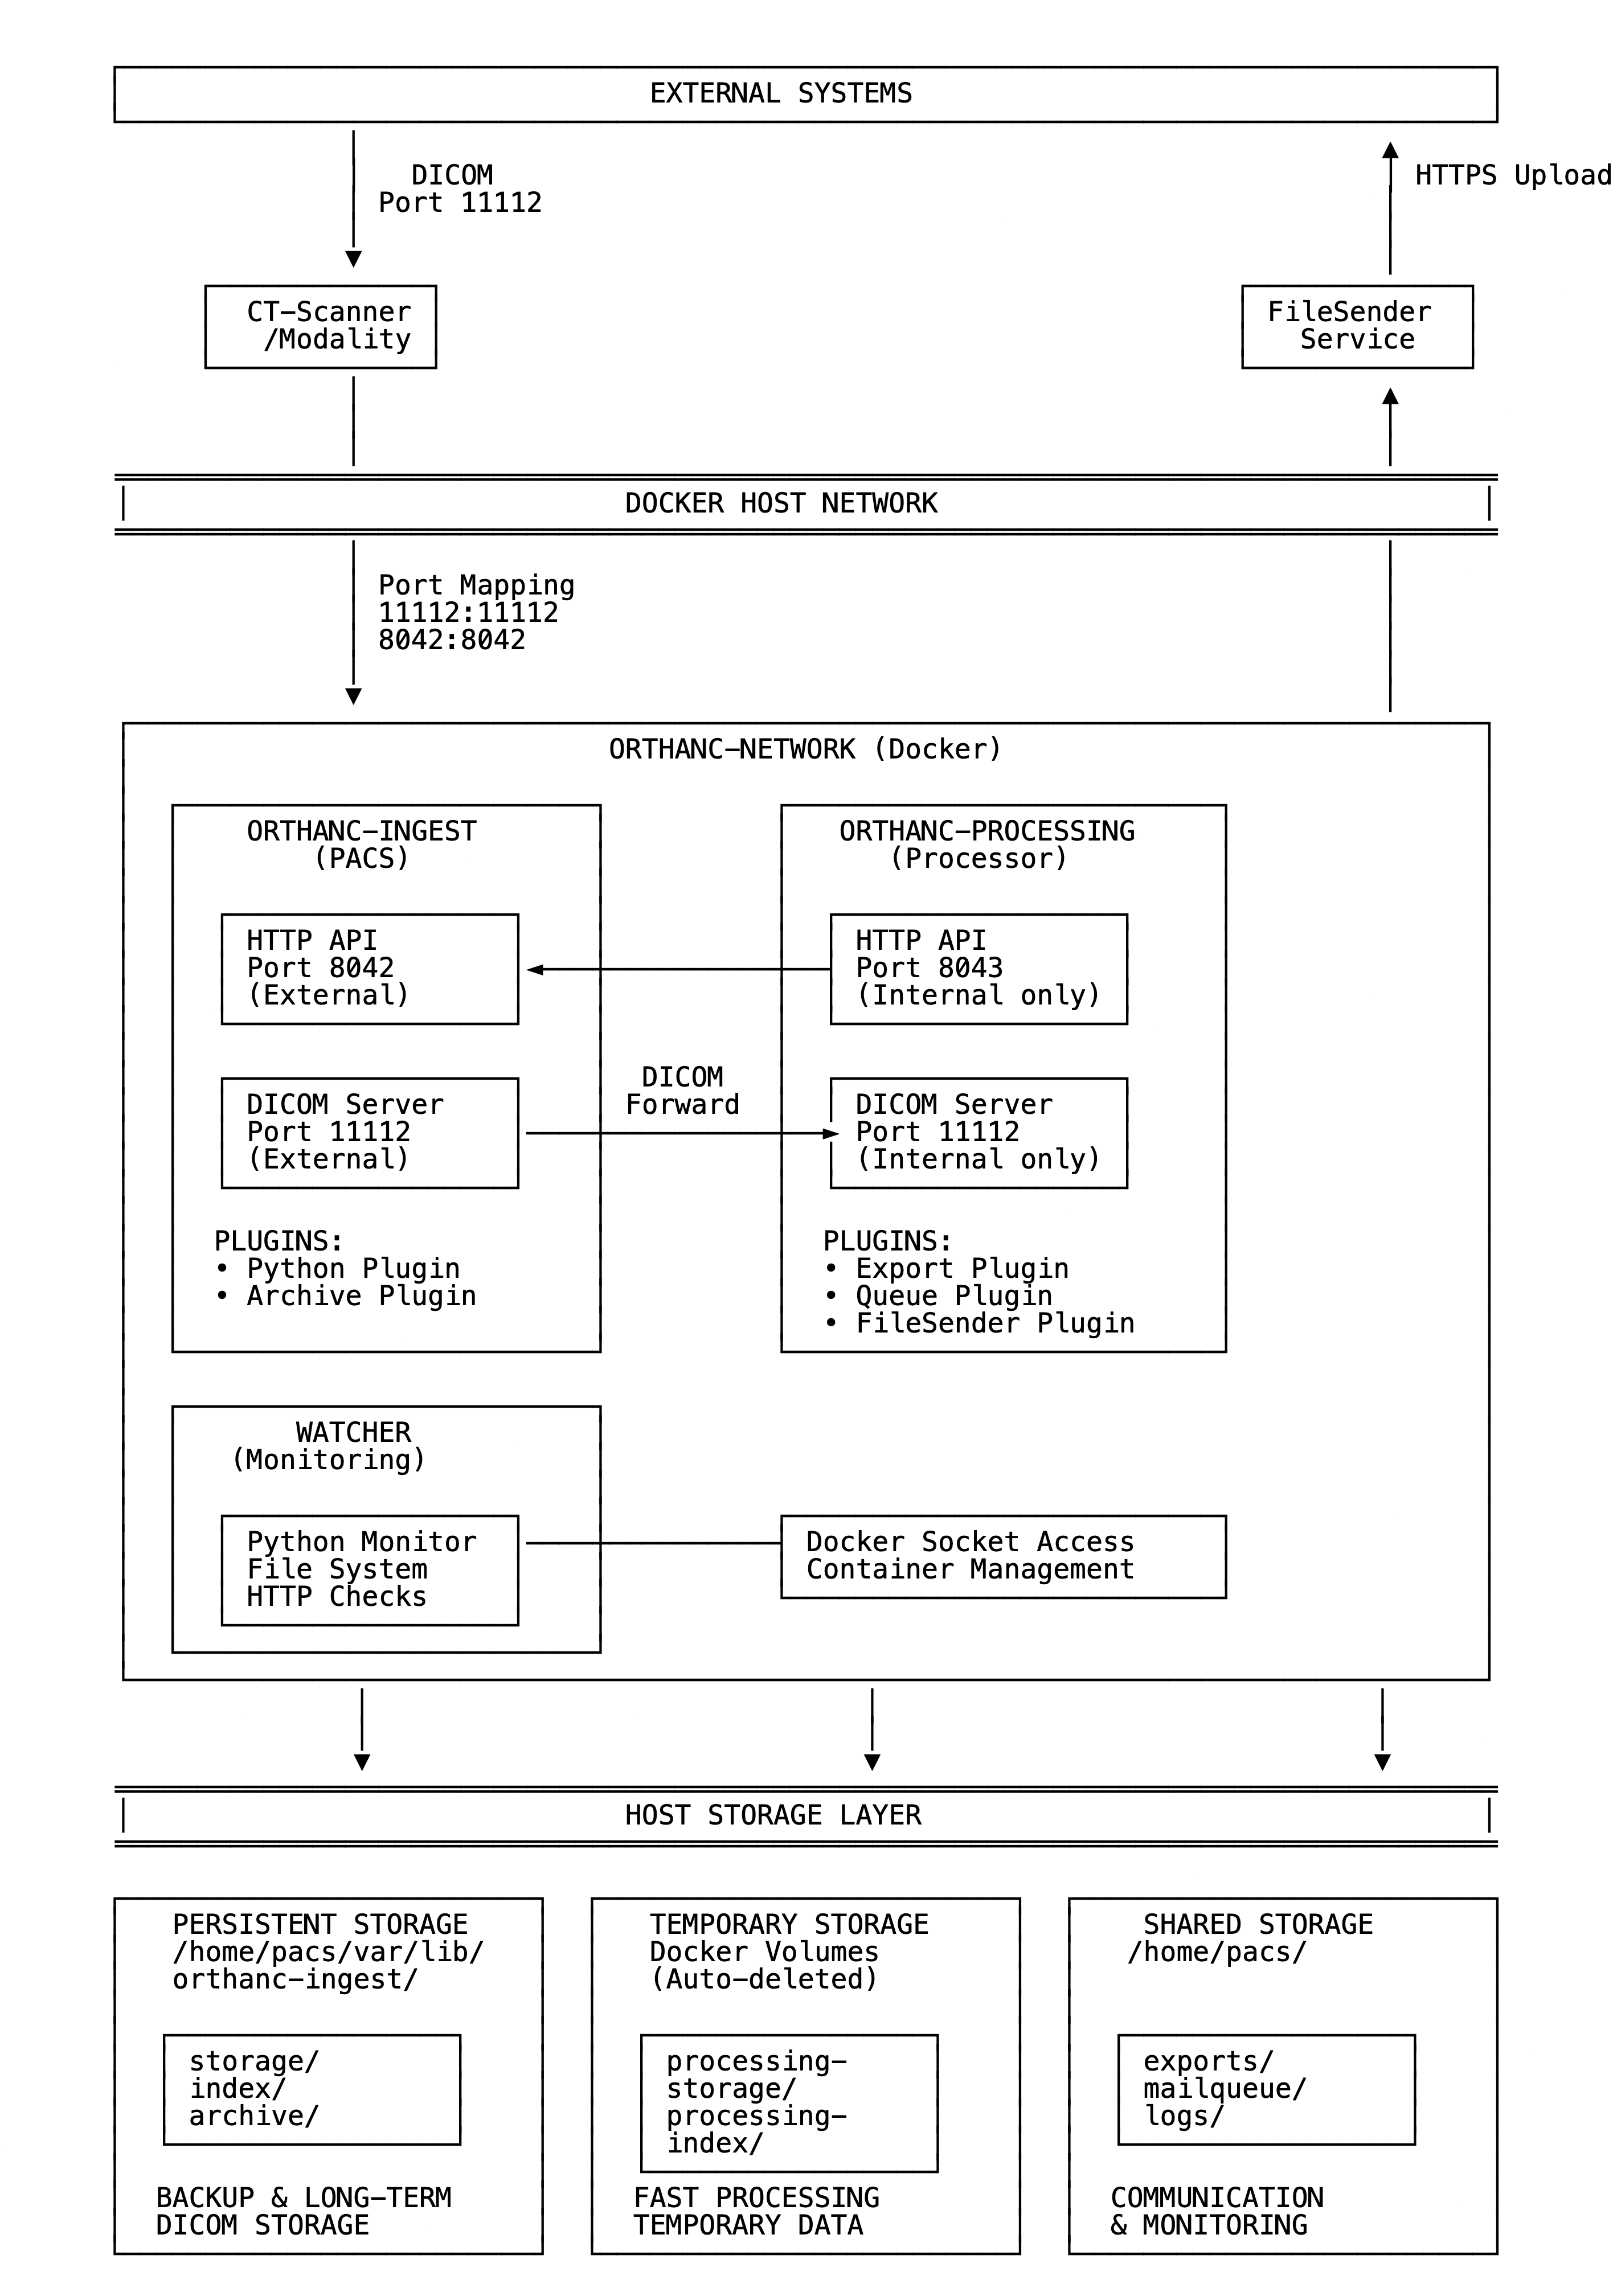 EXTERNAL SYSTEMS
DICOM
Port 11112
HTTPS Upload
CT–Scanner
/Modality
FileSender
Service
DOCKER HOST NETWORK
Port Mapping
11112:11112
8042:8042
ORTHANC–NETWORK (Docker)
ORTHANC–INGEST
(PACS)
HTTP API
Port 8042
(External)
DICOM Server
Port 11112
(External)
PLUGINS:
• Python Plugin
• Archive Plugin
DICOM
Forward
ORTHANC–PROCESSING
(Processor)
HTTP API
Port 8043
(Internal only)
DICOM Server
Port 11112
(Internal only)
PLUGINS:
• Export Plugin
• Queue Plugin
• FileSender Plugin
WATCHER
(Monitoring)
Python Monitor
File System
HTTP Checks
Docker Socket Access
Container Management
HOST STORAGE LAYER
PERSISTENT STORAGE
/home/pacs/var/lib/
orthanc–ingest/
storage/
index/
archive/
BACKUP & LONG–TERM
DICOM STORAGE
TEMPORARY STORAGE
Docker Volumes
(Auto–deleted)
processing–
storage/
processing–
index/
FAST PROCESSING
TEMPORARY DATA
SHARED STORAGE
/home/pacs/
exports/
mailqueue/
logs/
COMMUNICATION
& MONITORING